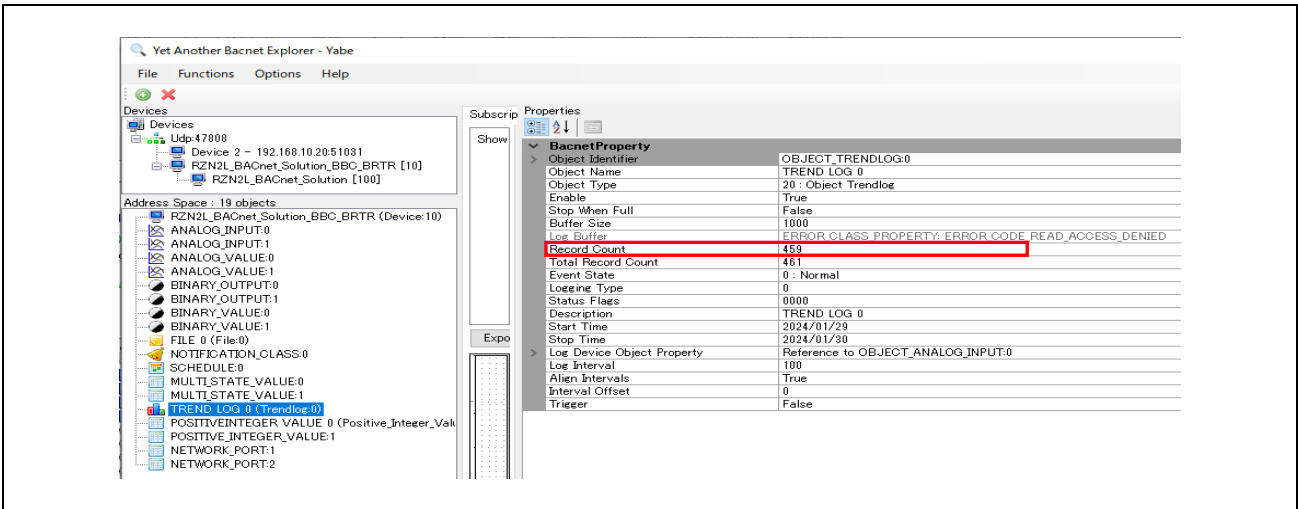 Yet Another Bacnet Explorer - Yabe
File Functions Options Help
Devices
Devices
Udp:47808
Device 2 - 192.168.10.20:51031
RZN2L_BACnet_Solution_BBC_BRTR [10]
RZN2L_BACnet_Solution [100]
Address Space : 19 objects
RZN2L_BACnet_Solution_BBC_BRTR (Device:10)
ANALOG_INPUT:0
ANALOG_INPUT:1
ANALOG_VALUE:0
ANALOG_VALUE:1
BINARY_OUTPUT:0
BINARY_OUTPUT:1
BINARY_VALUE:0
BINARY_VALUE:1
FILE 0 (File:0)
NOTIFICATION_CLASS:0
SCHEDULE:0
MULTI_STATE_VALUE:0
MULTI_STATE_VALUE:1
TREND LOG 0 (Trendlog:0)
POSITIVEINTEGER VALUE 0 (Positive_Integer_Valu
POSITIVE_INTEGER_VALUE:1
NETWORK_PORT:1
NETWORK_PORT:2
Subscrip
Show
Expo
Properties
BacnetProperty
Object Identifier OBJECT_TRENDLOG:0
Object Name TREND LOG 0
Object Type 20 : Object Trendlog
Enable True
Stop When Full False
Buffer Size 1000
Log Buffer ERROR_CLASS_PROPERTY: ERROR_CODE_READ_ACCESS_DENIED
Record Count 459
Total Record Count 461
Event State 0 : Normal
Logging Type 0
Status Flags 0000
Description TREND LOG 0
Start Time 2024/01/29
Stop Time 2024/01/30
Log Device Object Property Reference to OBJECT_ANALOG_INPUT:0
Log Interval 100
Align Intervals True
Interval Offset 0
Trigger False